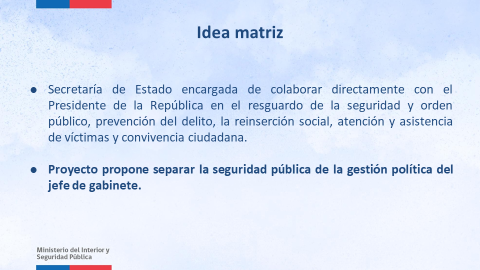 Idea matriz
● Secretaría de Estado encargada de colaborar directamente con el
Presidente de la República en el resguardo de la seguridad y orden
público, prevención del delito, la reinserción social, atención y asistencia
de víctimas y convivencia ciudadana.
● Proyecto propone separar la seguridad pública de la gestión política del
jefe de gabinete.
Ministerio del Interior y
Seguridad Pública